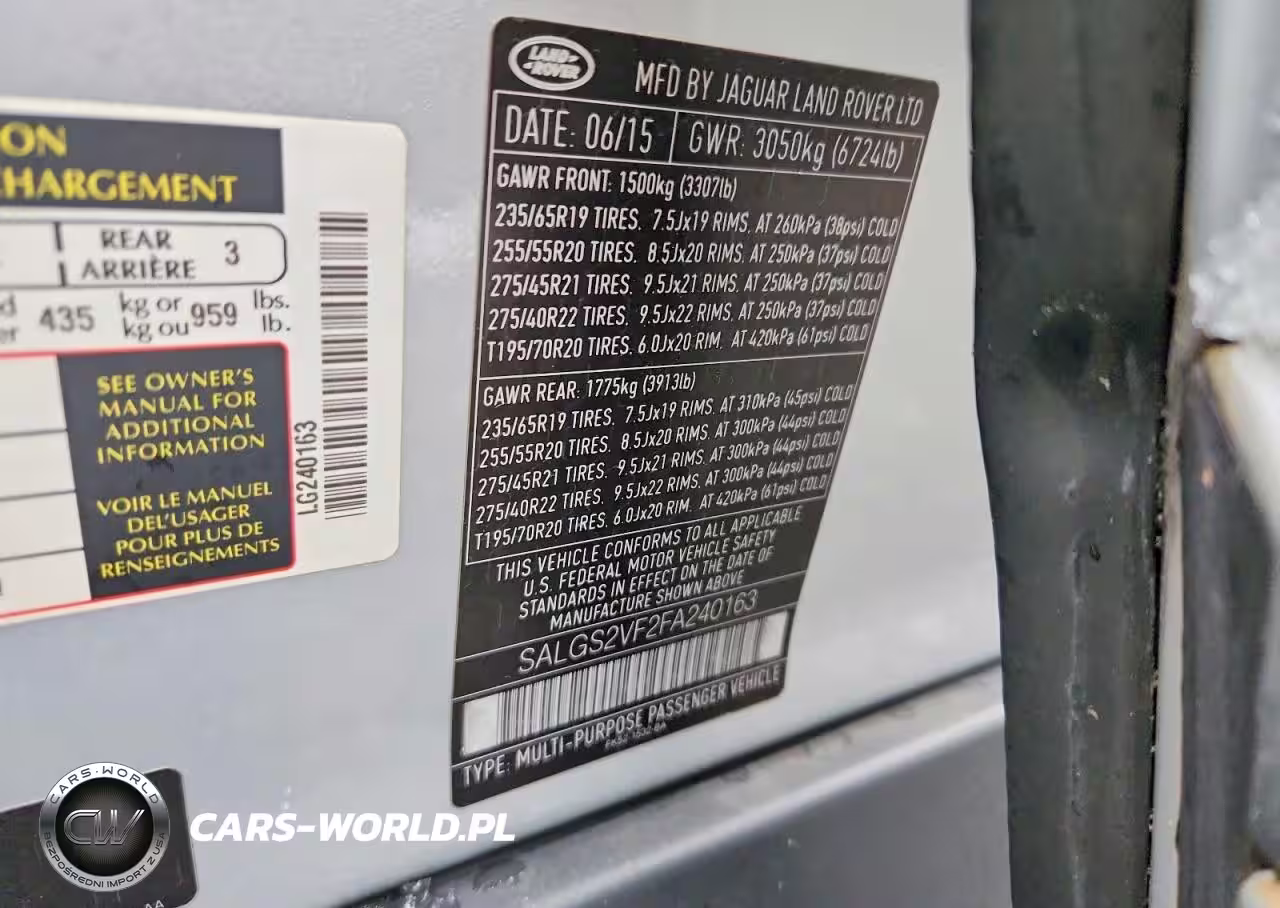 ON
CHARGEMENT
REAR
ARRIÈRE
3
435 kg or 959 lbs.
kg ou lb.
SEE OWNER'S
MANUAL FOR
ADDITIONAL
INFORMATION
VOIR LE MANUEL
DEL'USAGER
POUR PLUS DE
RENSEIGNEMENTS
LG240163
LAND
ROVER
MFD BY JAGUAR LAND ROVER LTD
DATE: 06/15 GWR: 3050kg (6724lb)
GAWR FRONT: 1500kg (3307lb)
235/65R19 TIRES. 7.5Jx19 RIMS. AT 260kPa (38psi) COLD
255/55R20 TIRES. 8.5Jx20 RIMS. AT 250kPa (37psi) COLD
275/45R21 TIRES. 9.5Jx21 RIMS. AT 250kPa (37psi) COLD
275/40R22 TIRES. 9.5Jx22 RIMS. AT 250kPa (37psi) COLD
T195/70R20 TIRES. 6.0Jx20 RIM. AT 420kPa (61psi) COLD
GAWR REAR: 1775kg (3913lb)
235/65R19 TIRES. 7.5Jx19 RIMS. AT 310kPa (45psi) COLD
255/55R20 TIRES. 8.5Jx20 RIMS. AT 300kPa (44psi) COLD
275/45R21 TIRES. 9.5Jx21 RIMS. AT 300kPa (44psi) COLD
275/40R22 TIRES. 9.5Jx22 RIMS. AT 300kPa (44psi) COLD
T195/70R20 TIRES. 6.0Jx20 RIM. AT 420kPa (61psi) COLD
THIS VEHICLE CONFORMS TO ALL APPLICABLE
U.S. FEDERAL MOTOR VEHICLE SAFETY
STANDARDS IN EFFECT ON THE DATE OF
MANUFACTURE SHOWN ABOVE
SALGS2VF2FA240163
TYPE: MULTI-PURPOSE PASSENGER VEHICLE
CARS-WORLD
CW
BEZPOŚREDNI IMPORT Z USA
CARS-WORLD.PL
AA